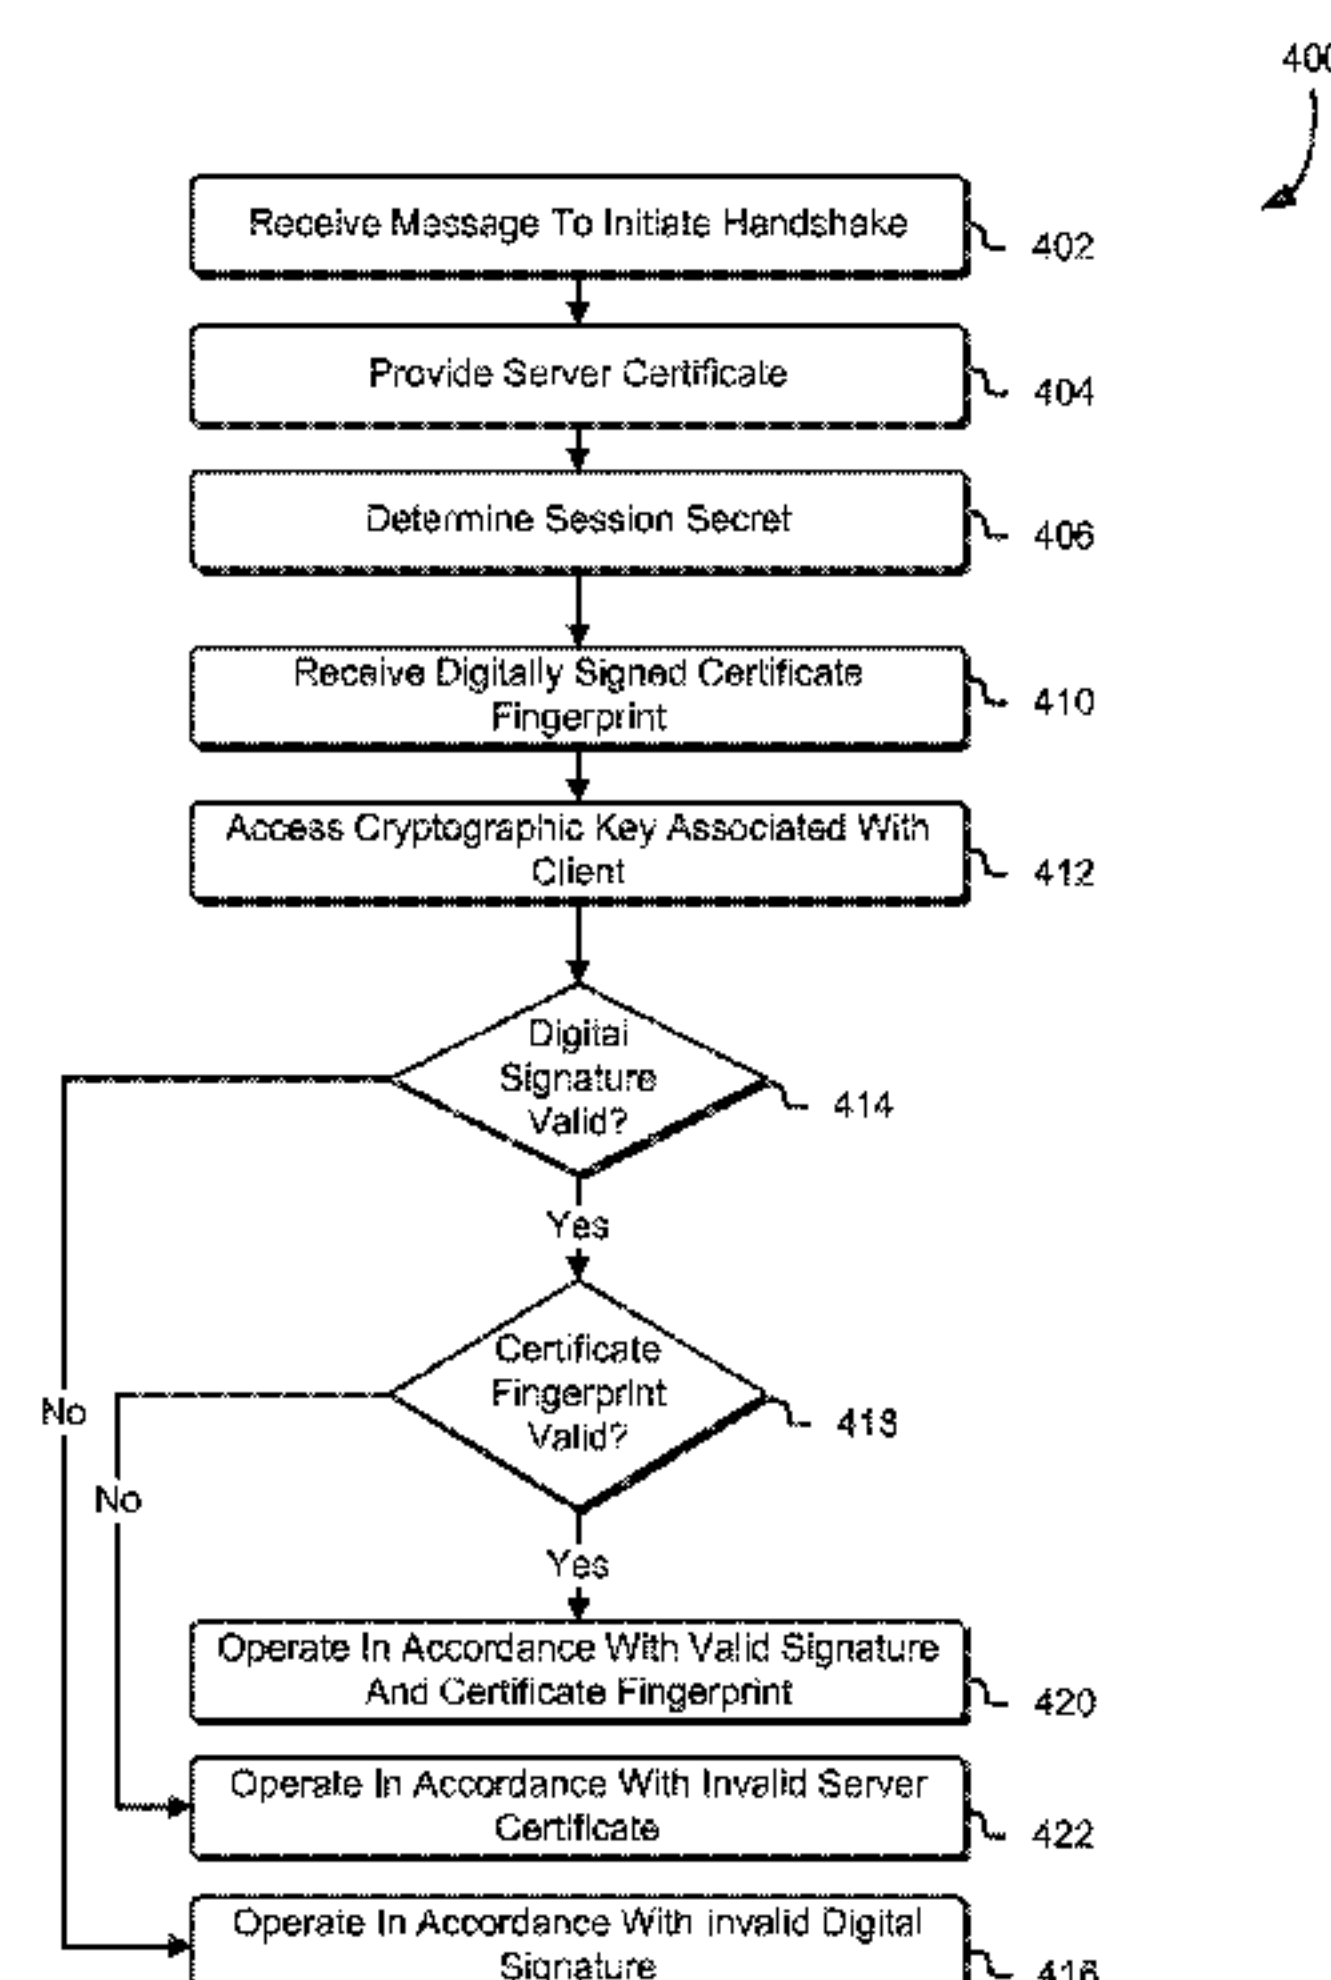 400
Receive Message To Initiate Handshake
402
Provide Server Certificate
404
Determine Session Secret
406
Receive Digitally Signed Certificate
Fingerprint
410
Access Cryptographic Key Associated With
Client
412
Digital
Signature
Valid?
414
Yes
Certificate
Fingerprint
Valid?
418
No
No
Yes
Operate In Accordance With Valid Signature
And Certificate Fingerprint
420
Operate In Accordance With Invalid Server
Certificate
422
Operate In Accordance With invalid Digital
Signature
416